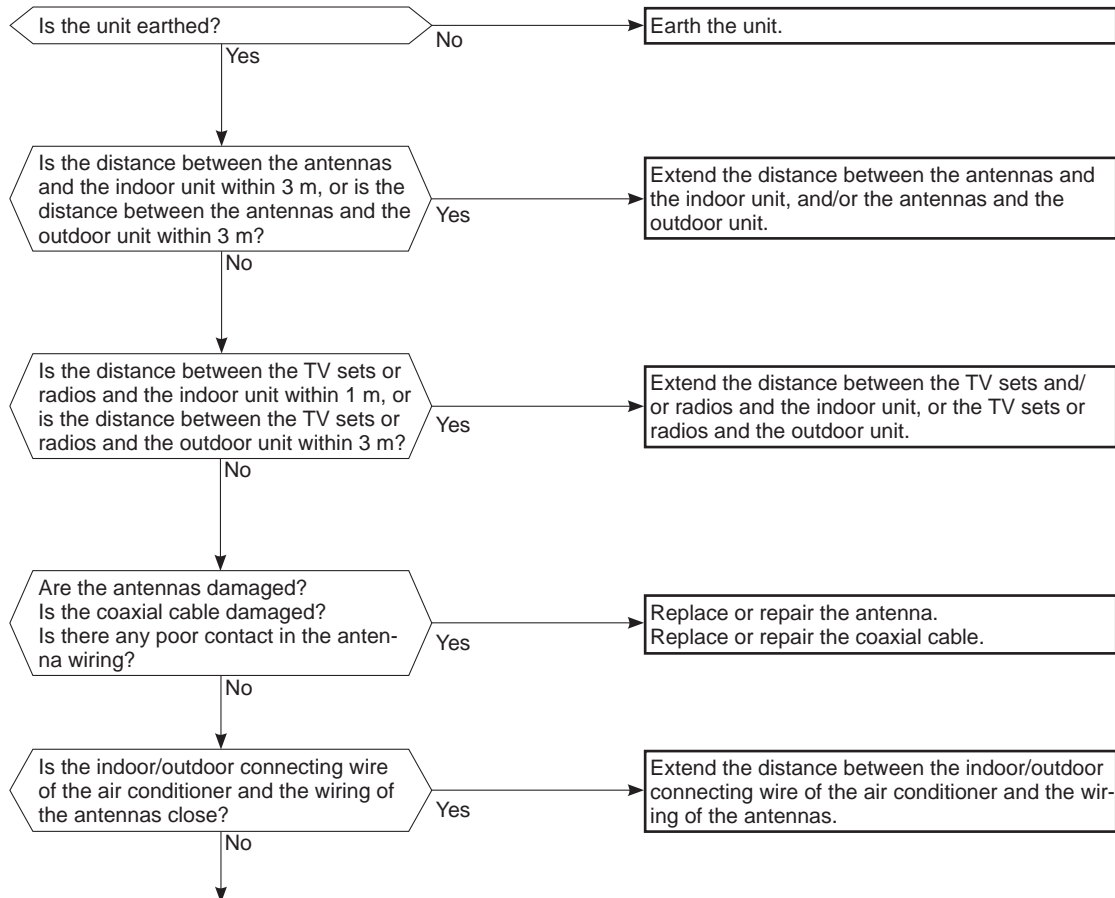 Is the unit earthed?
No
Earth the unit.
Yes
Is the distance between the antennas
and the indoor unit within 3 m, or is the
distance between the antennas and the
outdoor unit within 3 m?
Yes
Extend the distance between the antennas and
the indoor unit, and/or the antennas and the
outdoor unit.
No
Is the distance between the TV sets or
radios and the indoor unit within 1 m, or
is the distance between the TV sets or
radios and the outdoor unit within 3 m?
Yes
Extend the distance between the TV sets and/
or radios and the indoor unit, or the TV sets or
radios and the outdoor unit.
No
Are the antennas damaged?
Is the coaxial cable damaged?
Is there any poor contact in the anten-
na wiring?
Yes
Replace or repair the antenna.
Replace or repair the coaxial cable.
No
Is the indoor/outdoor connecting wire
of the air conditioner and the wiring of
the antennas close?
Yes
Extend the distance between the indoor/outdoor
connecting wire of the air conditioner and the wir-
ing of the antennas.
No